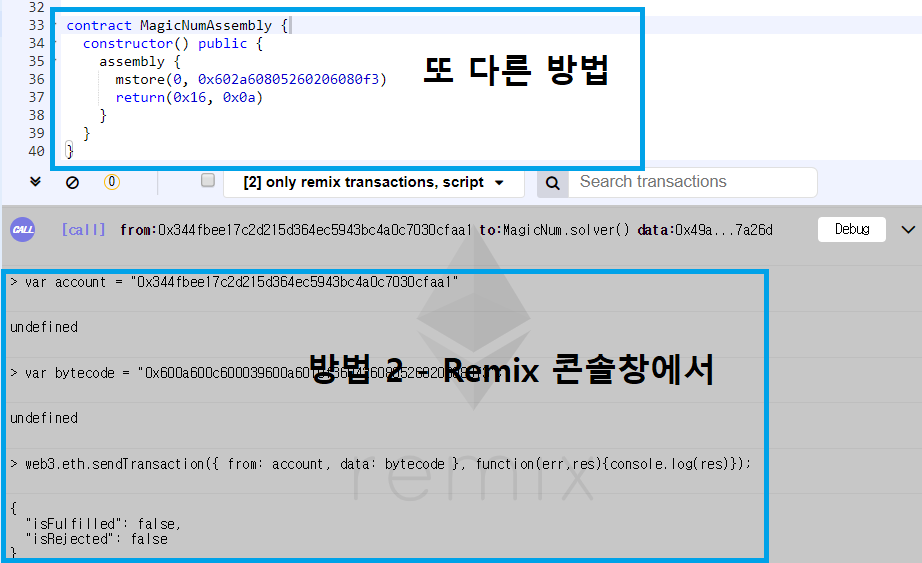 32
33 contract MagicNumAssembly {
34 constructor() public {
35 assembly {
36 mstore(0, 0x602a60805260206080f3)
37 return(0x16, 0x0a)
38 }
39 }
40 }
또 다른 방법
0
[2] only remix transactions, script
Search transactions
CALL
[call] from:0x344fbee17c2d215d364ec5943bc4a0c7030cfaa1 to:MagicNum.solver() data:0x49a...7a26d
Debug
> var account = "0x344fbee17c2d215d364ec5943bc4a0c7030cfaa1"
undefined
> var bytecode =
방법 2 - Remix 콘솔창에서
undefined
> web3.eth.sendTransaction({ from: account, data: bytecode }, function(err,res){console.log(res)});
remix
{
"isFulfilled": false,
"isRejected": false
}